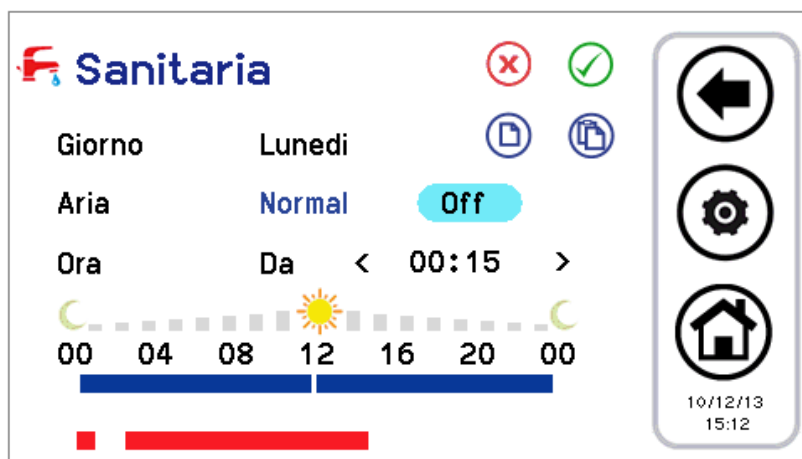 Sanitaria
Giorno Lunedi
Aria Normal Off
Ora Da < 00:15 >
00 04 08 12 16 20 00
10/12/13
15:12